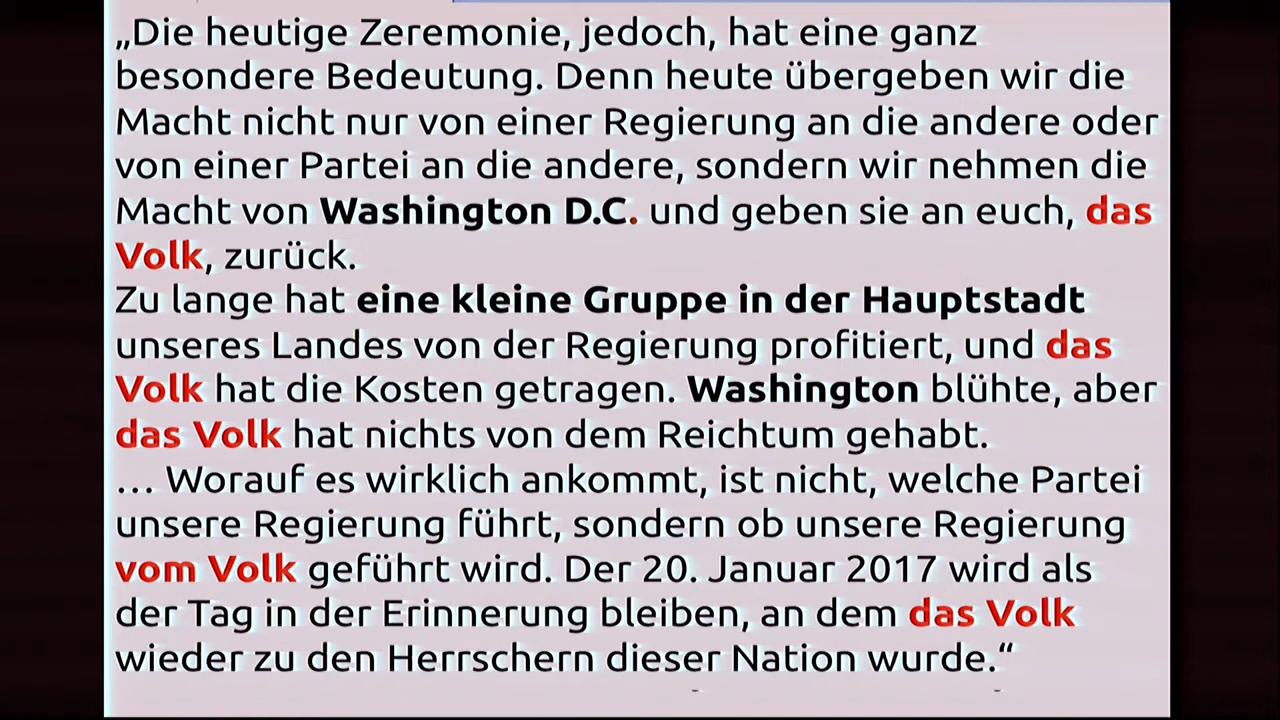 „Die heutige Zeremonie, jedoch, hat eine ganz
besondere Bedeutung. Denn heute übergeben wir die
Macht nicht nur von einer Regierung an die andere oder
von einer Partei an die andere, sondern wir nehmen die
Macht von Washington D.C. und geben sie an euch, das
Volk, zurück.
Zu lange hat eine kleine Gruppe in der Hauptstadt
unseres Landes von der Regierung profitiert, und das
Volk hat die Kosten getragen. Washington blühte, aber
das Volk hat nichts von dem Reichtum gehabt.
… Worauf es wirklich ankommt, ist nicht, welche Partei
unsere Regierung führt, sondern ob unsere Regierung
vom Volk geführt wird. Der 20. Januar 2017 wird als
der Tag in der Erinnerung bleiben, an dem das Volk
wieder zu den Herrschern dieser Nation wurde.“